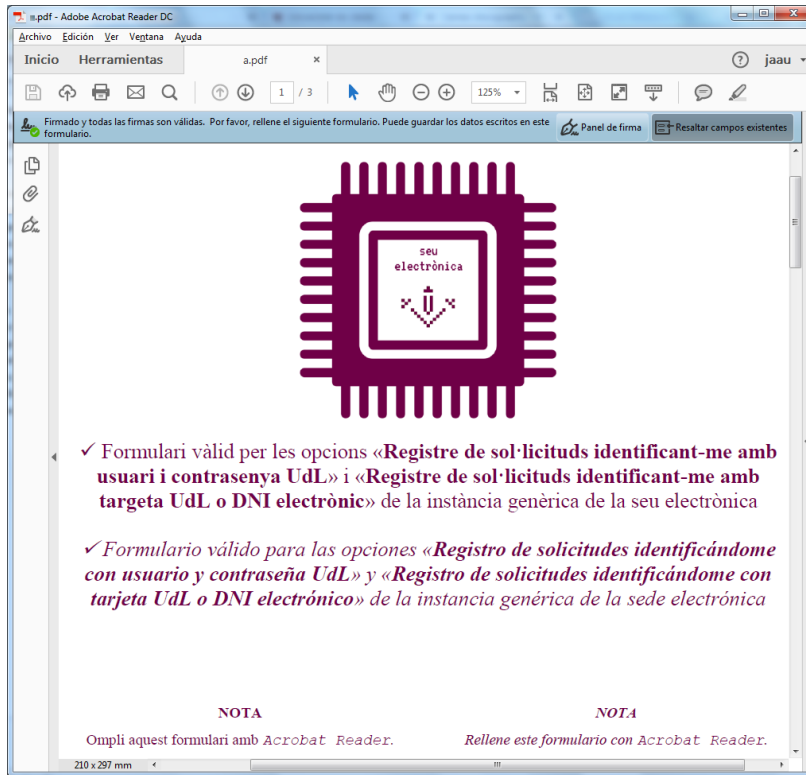 a.pdf - Adobe Acrobat Reader DC
Archivo Edición Ver Ventana Ayuda
Inicio Herramientas a.pdf × ? jaau
1 / 3 125%
Firmado y todas las firmas son válidas. Por favor, rellene el siguiente formulario. Puede guardar los datos escritos en este
formulario.
Panel de firma
Resaltar campos existentes
seu
electrònica
✓ Formulari vàlid per les opcions «Registre de sol·licituds identificant-me amb
usuari i contrasenya UdL» i «Registre de sol·licituds identificant-me amb
targeta UdL o DNI electrònic» de la instància genèrica de la seu electrònica
✓ Formulario válido para las opciones «Registro de solicitudes identificándome
con usuario y contraseña UdL» y «Registro de solicitudes identificándome con
tarjeta UdL o DNI electrónico» de la instancia genérica de la sede electrónica
NOTA
Ompli aquest formulari amb Acrobat Reader.
NOTA
Rellene este formulario con Acrobat Reader.
210 x 297 mm